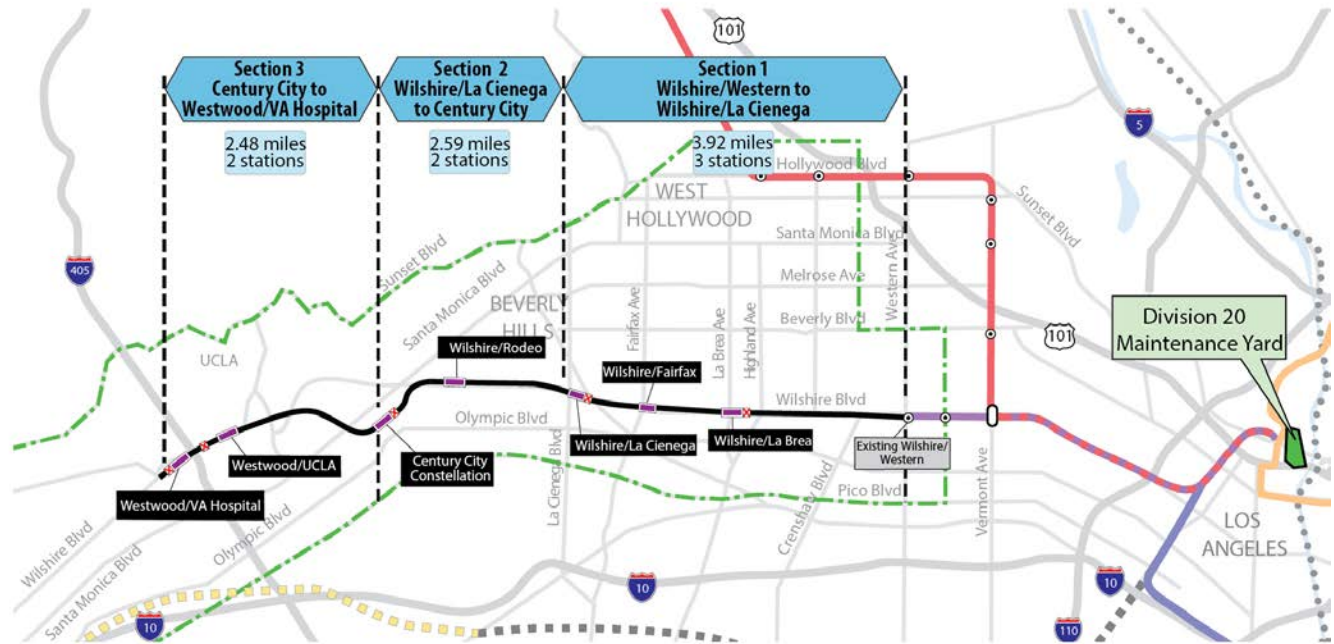 101
Section 3
Century City to
Westwood/VA Hospital
2.48 miles
2 stations
Section 2
Wilshire/La Cienega
to Century City
2.59 miles
2 stations
Section 1
Wilshire/Western to
Wilshire/La Cienega
3.92 miles
3 stations
5
Hollywood Blvd
WEST
HOLLYWOOD
Sunset Blvd
Santa Monica Blvd
Western Ave
405
Sunset Blvd
Santa Monica Blvd
Melrose Ave
BEVERLY
HILLS
Fairfax Ave
La Brea Ave
Highland Ave
Beverly Blvd
101
Division 20
Maintenance Yard
UCLA
Wilshire/Rodeo
Wilshire/Fairfax
Wilshire Blvd
Olympic Blvd
La Cienega Blvd
Wilshire/La Cienega
Wilshire/La Brea
Existing Wilshire/
Western
Westwood/UCLA
Century City
Constellation
Westwood/VA Hospital
Pico Blvd
Crenshaw Blvd
Vermont Ave
LOS
ANGELES
Wilshire Blvd
Santa Monica Blvd
Olympic Blvd
10
10
10
110